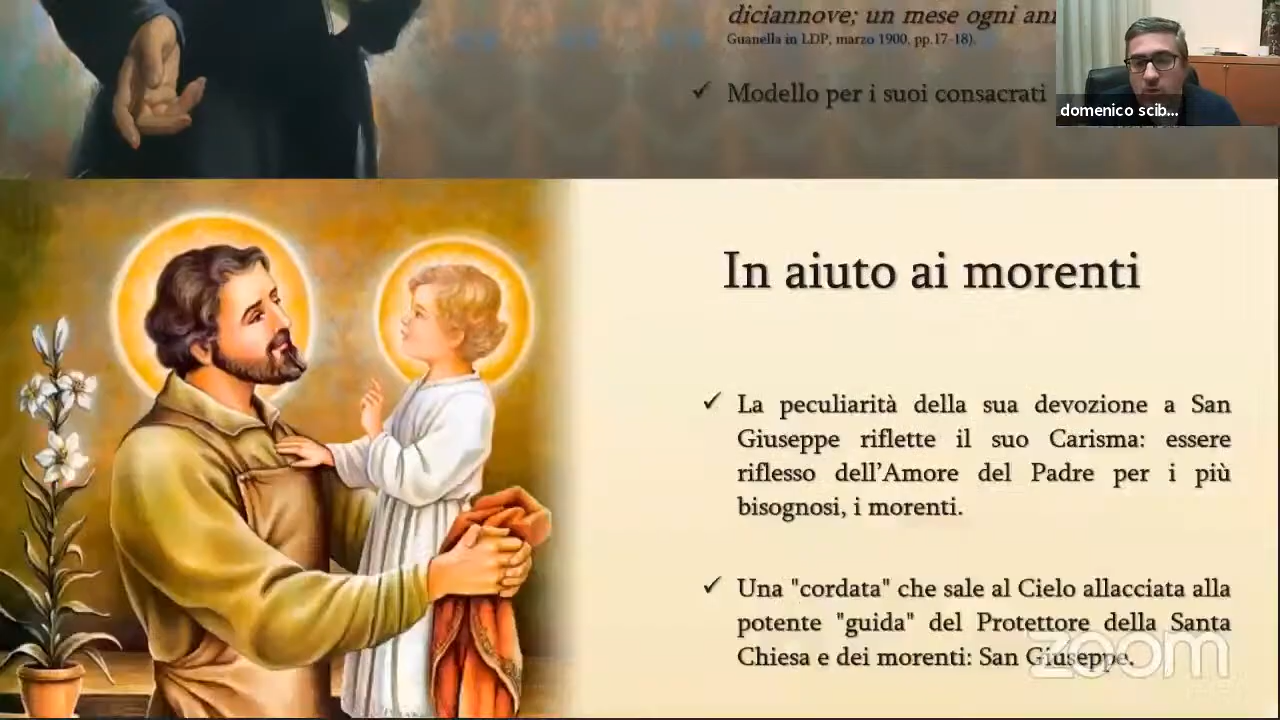 diciannove; un mese ogni ann
Guanella in LDP, marzo 1900, pp.17-18).
✓ Modello per i suoi consacrati
domenico scib...
In aiuto ai morenti
✓ La peculiarità della sua devozione a San
Giuseppe riflette il suo Carisma: essere
riflesso dell'Amore del Padre per i più
bisognosi, i morenti.
✓ Una "cordata" che sale al Cielo allacciata alla
potente "guida" del Protettore della Santa
Chiesa e dei morenti: San Giuseppe.
zoom